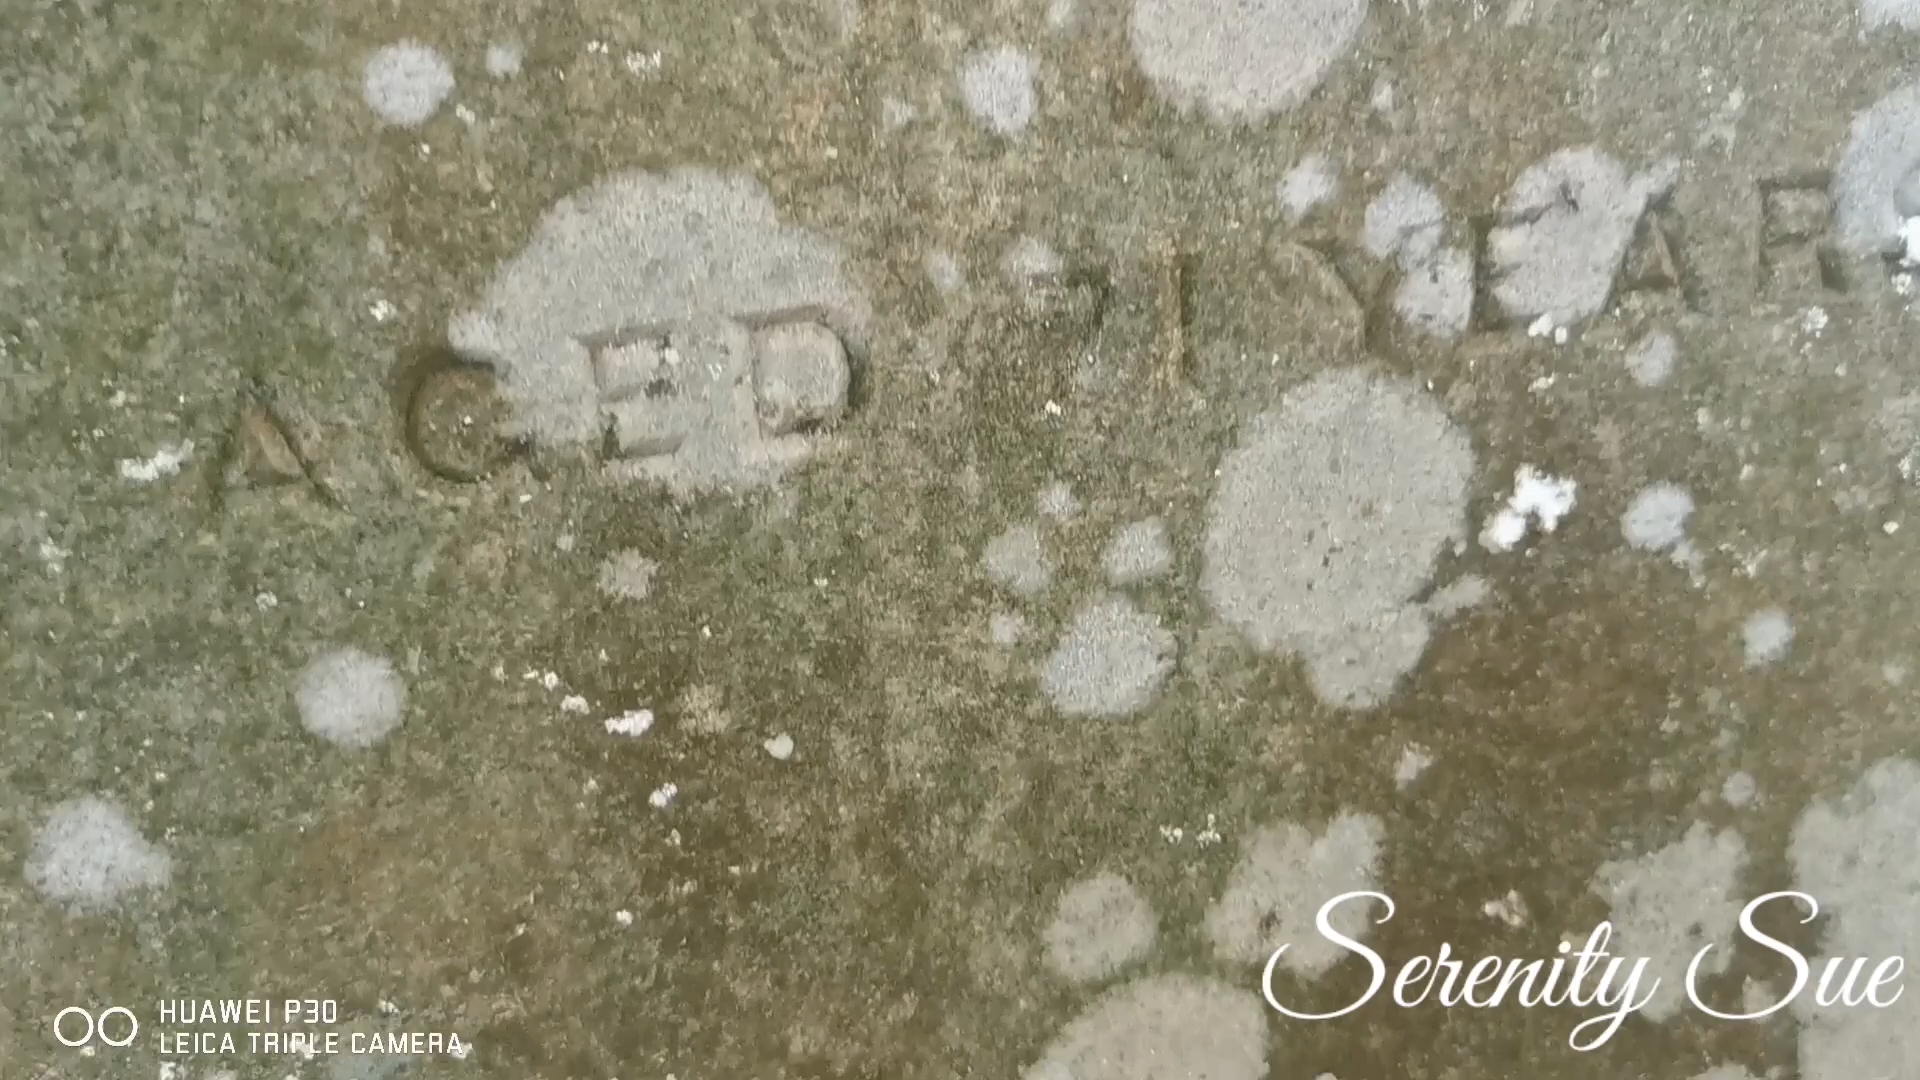 AGED 71 YEAR
Serenity Sue
HUAWEI P30
LEICA TRIPLE CAMERA